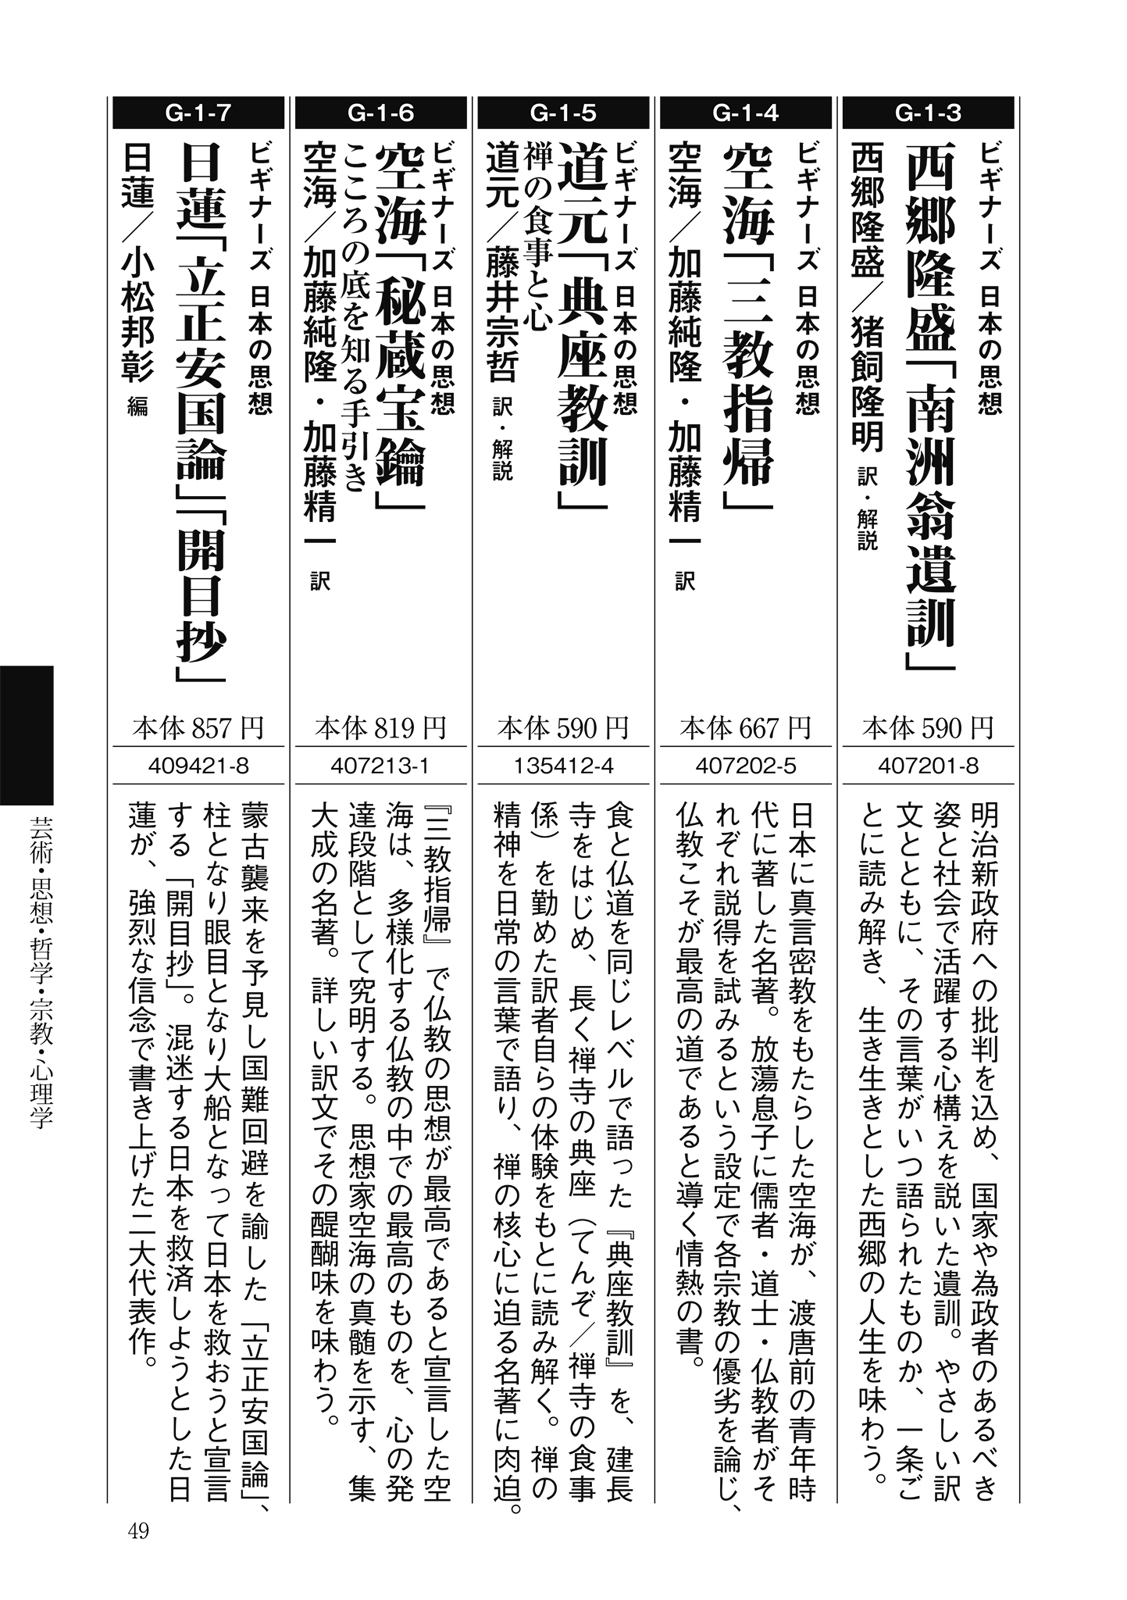 G-1-3
ビギナーズ 日本の思想
西郷隆盛「南洲翁遺訓」
西郷隆盛／猪飼隆明 訳・解説
本体 590 円
407201-8
明治新政府への批判を込め、国家や為政者のあるべき
姿と社会で活躍する心構えを説いた遺訓。やさしい訳
文とともに、その言葉がいつ語られたものか、一条ご
とに読み解き、生き生きとした西郷の人生を味わう。
G-1-4
ビギナーズ 日本の思想
空海「三教指帰」
空海／加藤純隆・加藤精一 訳
本体 667 円
407202-5
日本に真言密教をもたらした空海が、渡唐前の青年時
代に著した名著。放蕩息子に儒者・道士・仏教者がそ
れぞれ説得を試みるという設定で各宗教の優劣を論じ、
仏教こそが最高の道であると導く情熱の書。
G-1-5
ビギナーズ 日本の思想
道元「典座教訓」
禅の食事と心
道元／藤井宗哲 訳・解説
本体 590 円
135412-4
食と仏道を同じレベルで語った『典座教訓』を、建長
寺をはじめ、長く禅寺の典座（てんぞ／禅寺の食事
係）を勤めた訳者自らの体験をもとに読み解く。禅の
精神を日常の言葉で語り、禅の核心に迫る名著に肉迫。
G-1-6
ビギナーズ 日本の思想
空海「秘蔵宝鑰」
こころの底を知る手引き
空海／加藤純隆・加藤精一 訳
本体 819 円
407213-1
『三教指帰』で仏教の思想が最高であると宣言した空
海は、多様化する仏教の中での最高のものを、心の発
達段階として究明する。思想家空海の真髄を示す、集
大成の名著。詳しい訳文でその醍醐味を味わう。
G-1-7
ビギナーズ 日本の思想
日蓮「立正安国論」「開目抄」
日蓮／小松邦彰 編
本体 857 円
409421-8
蒙古襲来を予見し国難回避を諭した「立正安国論」、
柱となり眼目となり大船となって日本を救おうと宣言
する「開目抄」。混迷する日本を救済しようとした日
蓮が、強烈な信念で書き上げた二大代表作。
芸術・思想・哲学・宗教・心理学
49